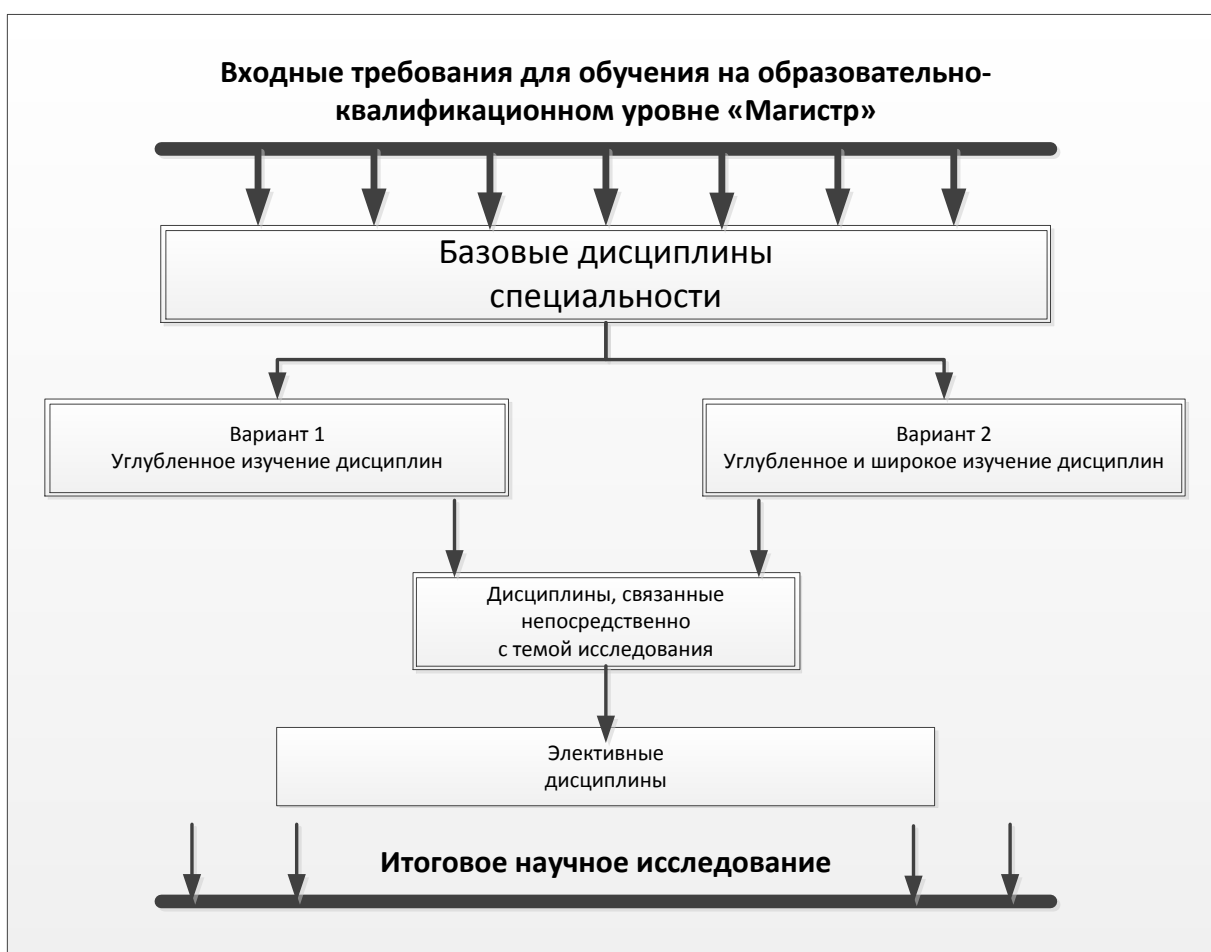 Входные требования для обучения на образовательно-
квалификационном уровне «Магистр»
Базовые дисциплины
специальности
Вариант 1
Углубленное изучение дисциплин
Вариант 2
Углубленное и широкое изучение дисциплин
Дисциплины, связанные
непосредственно
с темой исследования
Элективные
дисциплины
Итоговое научное исследование